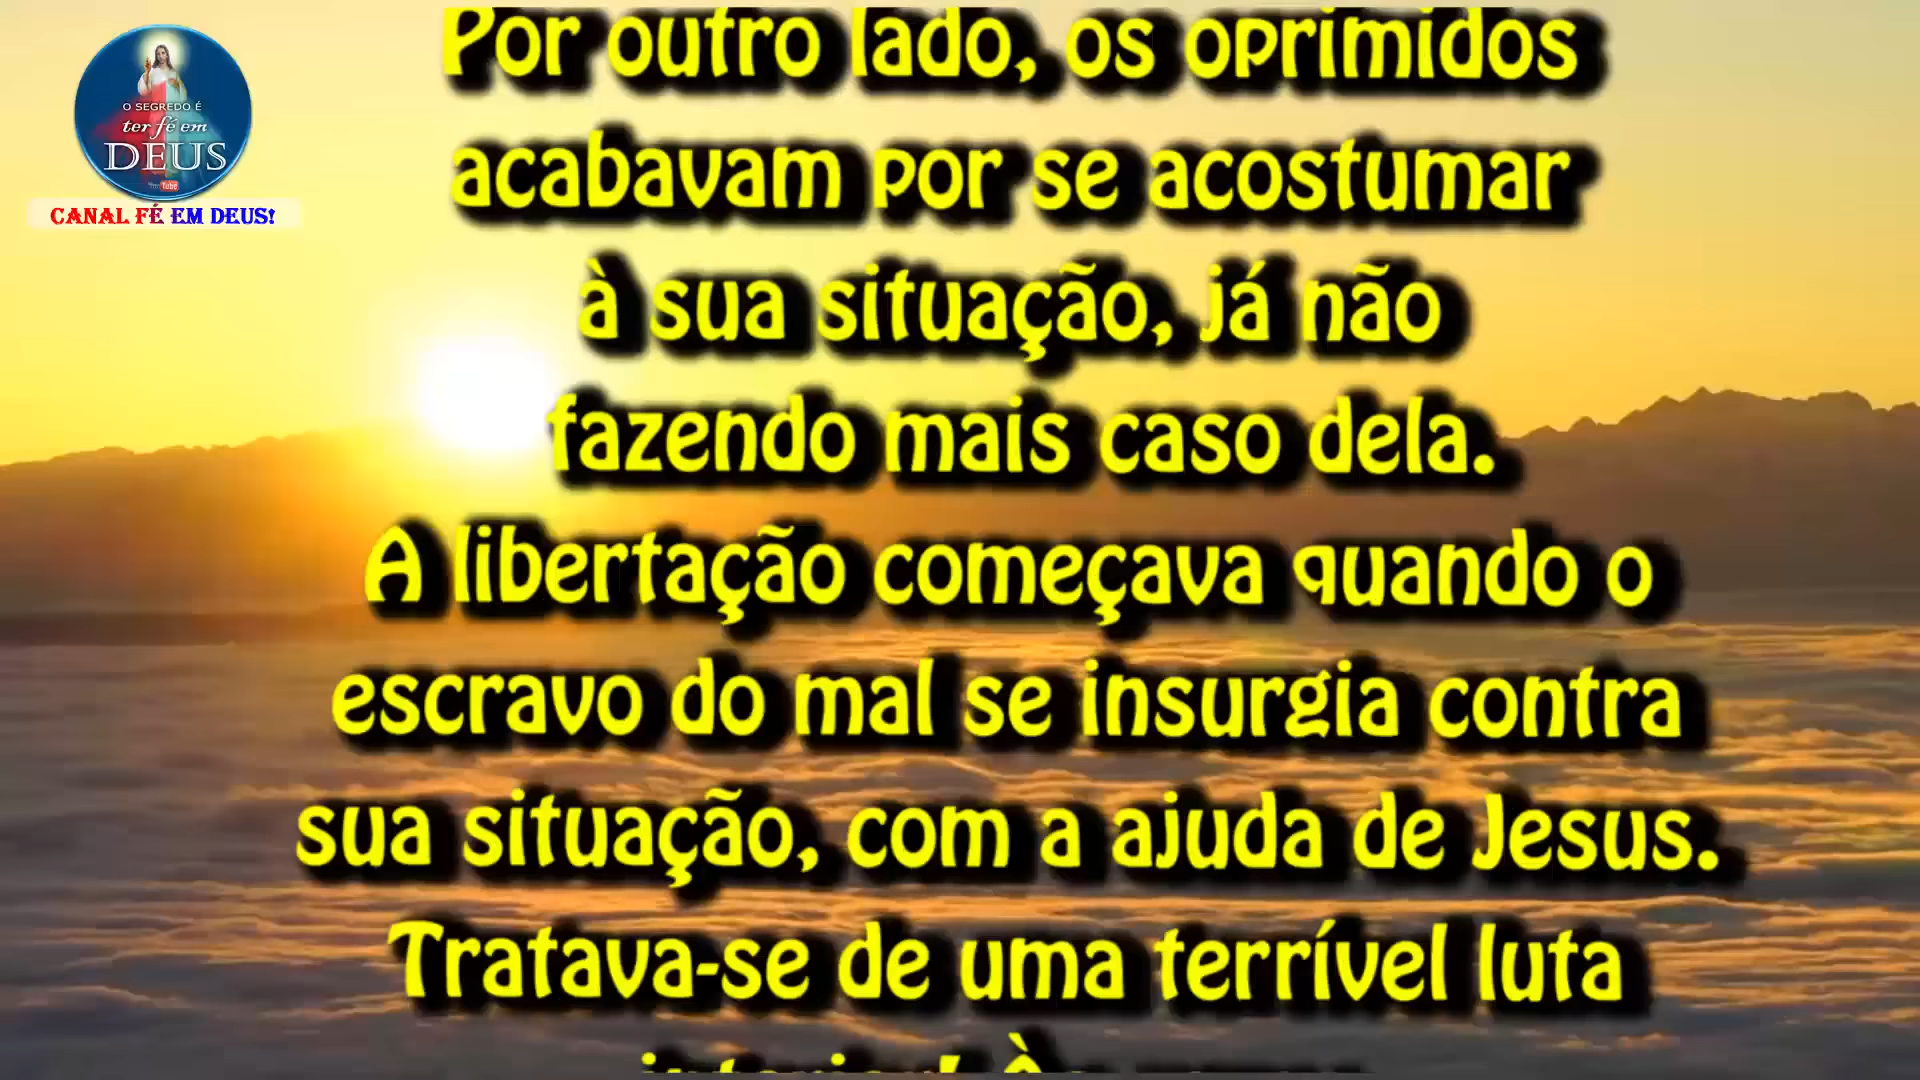 O SEGREDO É
ter fé em
DEUS
CANAL FÉ EM DEUS!
Por outro lado, os oprimidos
acabavam por se acostumar
à sua situação, já não
fazendo mais caso dela.
A libertação começava quando o
escravo do mal se insurgia contra
sua situação, com a ajuda de Jesus.
Tratava-se de uma terrível luta